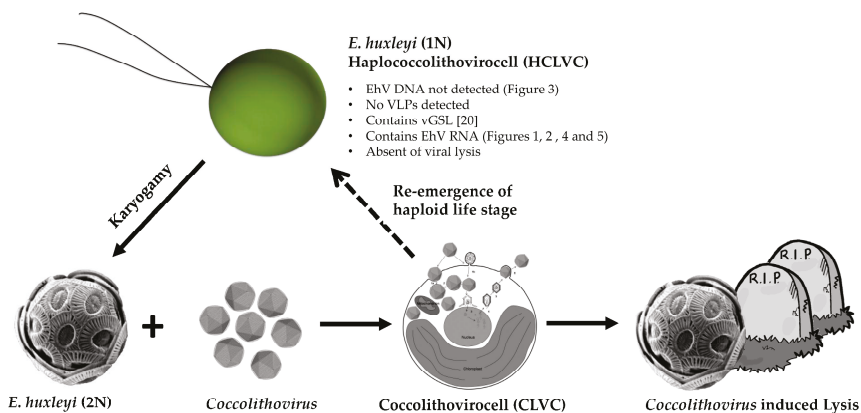 E. huxleyi (1N)
Haplococcolithovirocell (HCLVC)
• EhV DNA not detected (Figure 3)
• No VLPs detected
• Contains vGSL [20]
• Contains EhV RNA (Figures 1, 2 , 4 and 5)
• Absent of viral lysis
Karyogamy
Re-emergence of
haploid life stage
R.I.P
R.I.P.
+
Nucleus
Chloroplast
E. huxleyi (2N)
Coccolithovirus
Coccolithovirocell (CLVC)
Coccolithovirus induced Lysis